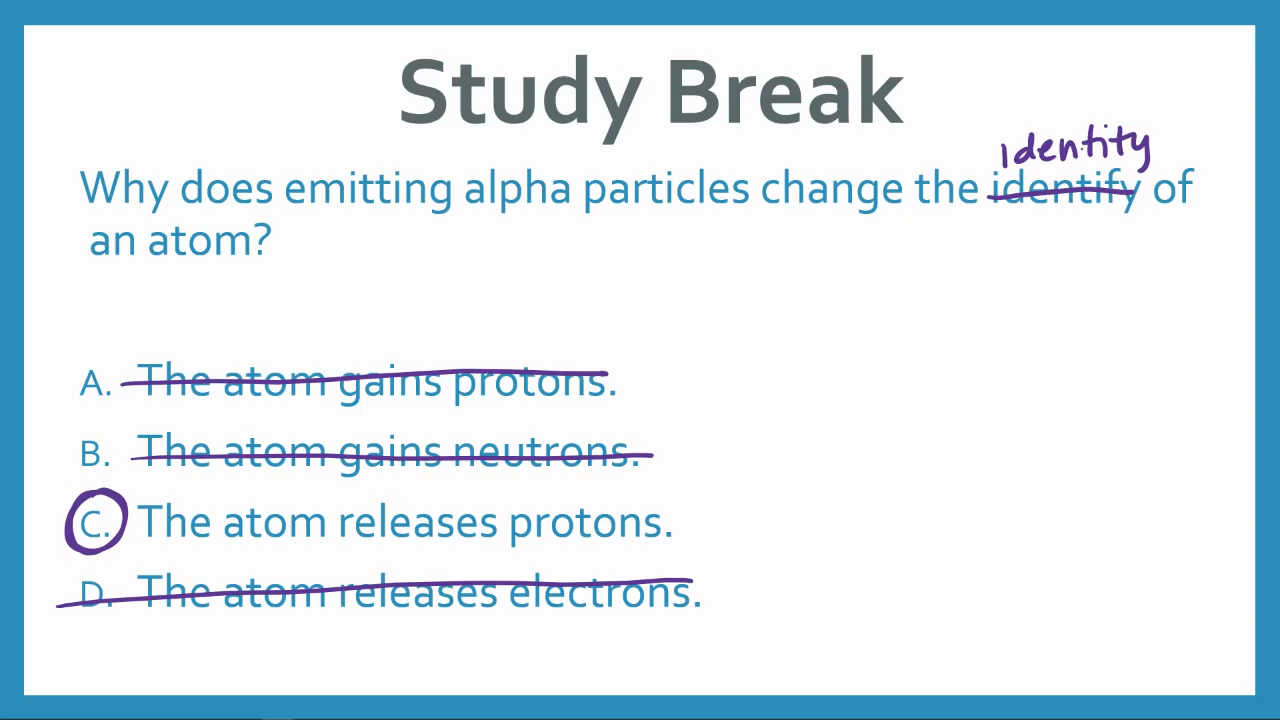 Study Break
identity
Why does emitting alpha particles change the identify of
an atom?
A. The atom gains protons.
B. The atom gains neutrons.
C. The atom releases protons.
D. The atom releases electrons.